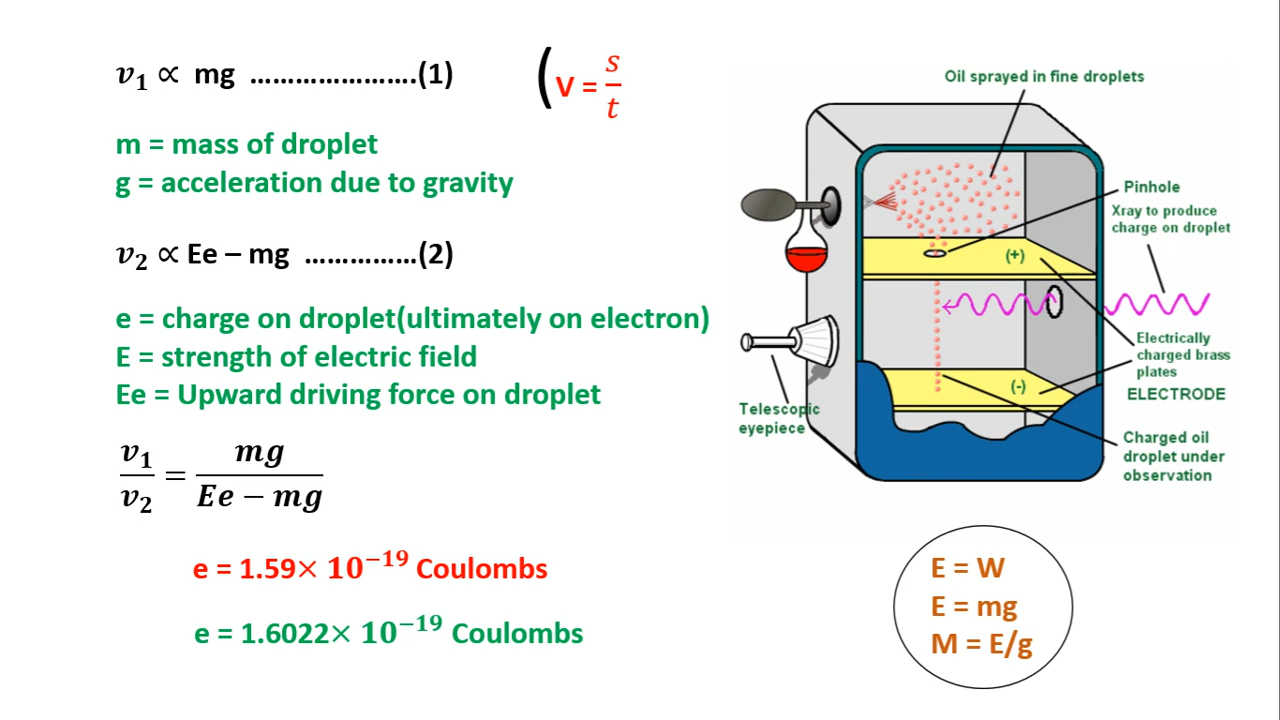 v₁ ∝ mg ………………….(1)
(V = s/t
m = mass of droplet
g = acceleration due to gravity
v₂ ∝ Ee – mg ……………(2)
e = charge on droplet(ultimately on electron)
E = strength of electric field
Ee = Upward driving force on droplet
v₁/v₂ = mg/(Ee − mg)
e = 1.59× 10⁻¹⁹ Coulombs
e = 1.6022× 10⁻¹⁹ Coulombs
Oil sprayed in fine droplets
Pinhole
Xray to produce
charge on droplet
(+)
Electrically
charged brass
plates
(-)
ELECTRODE
Telescopic
eyepiece
Charged oil
droplet under
observation
E = W
E = mg
M = E/g